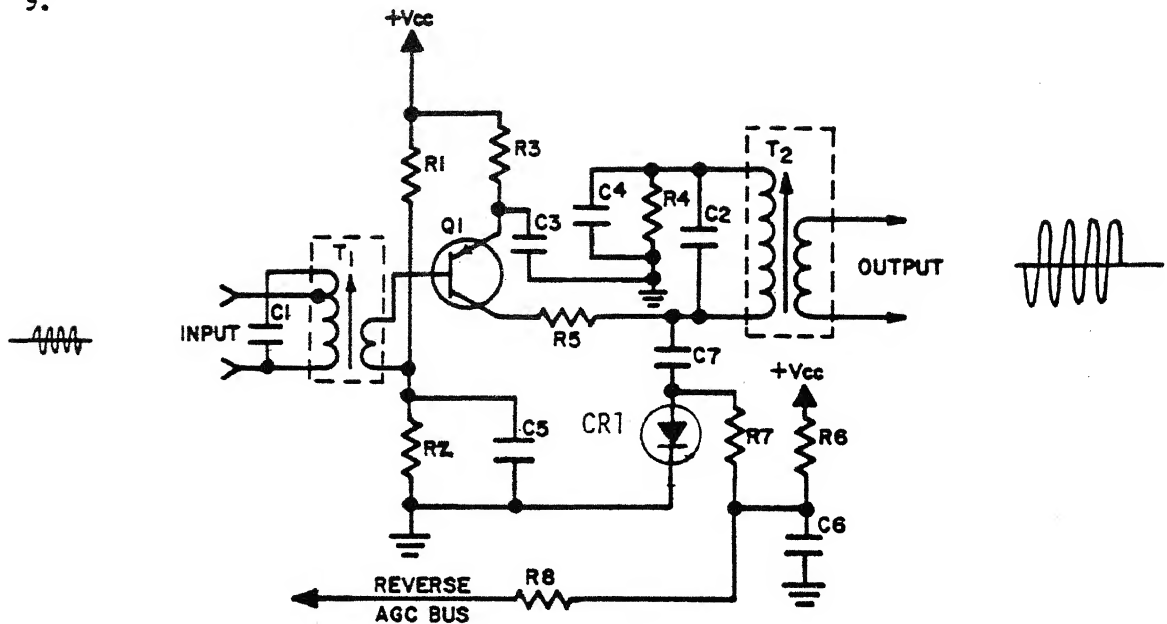 9.
+Vcc
R1
R3
T2
C4
R4
C2
Q1
C3
T1
OUTPUT
INPUT
C1
R5
C7
+Vcc
CR1
R7
R6
R2
C5
C6
REVERSE
R8
AGC BUS